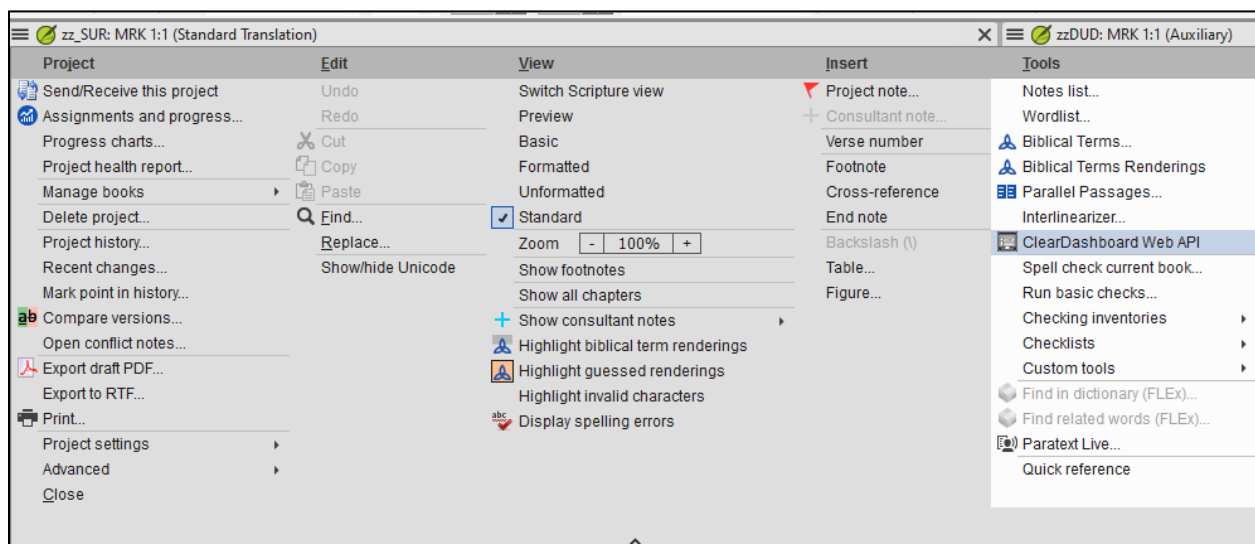 zz_SUR: MRK 1:1 (Standard Translation)
zzDUD: MRK 1:1 (Auxiliary)
Project
Send/Receive this project
Assignments and progress...
Progress charts...
Project health report...
Manage books
Delete project...
Project history...
Recent changes...
Mark point in history...
Compare versions...
Open conflict notes...
Export draft PDF...
Export to RTF...
Print...
Project settings
Advanced
Close
Edit
Undo
Redo
Cut
Copy
Paste
Find...
Replace...
Show/hide Unicode
View
Switch Scripture view
Preview
Basic
Formatted
Unformatted
Standard
Zoom - 100% +
Show footnotes
Show all chapters
Show consultant notes
Highlight biblical term renderings
Highlight guessed renderings
Highlight invalid characters
abc Display spelling errors
Insert
Project note...
Consultant note...
Verse number
Footnote
Cross-reference
End note
Backslash (\)
Table...
Figure...
Tools
Notes list...
Wordlist...
Biblical Terms...
Biblical Terms Renderings
Parallel Passages...
Interlinearizer...
ClearDashboard Web API
Spell check current book...
Run basic checks...
Checking inventories
Checklists
Custom tools
Find in dictionary (FLEx)...
Find related words (FLEx)...
Paratext Live...
Quick reference